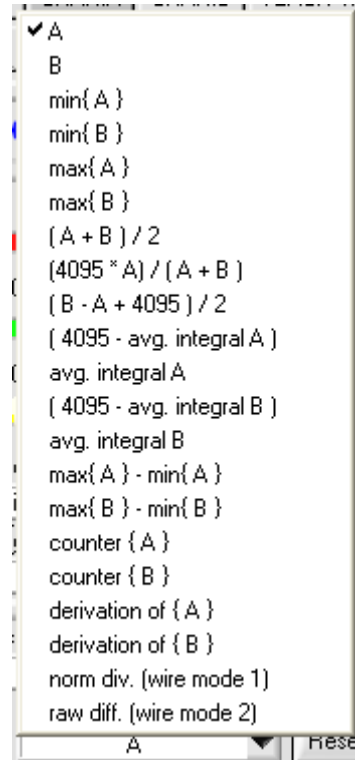 A
B
min{ A }
min{ B }
max{ A }
max{ B }
( A + B ) / 2
(4095 * A) / ( A + B )
( B - A + 4095 ) / 2
( 4095 - avg. integral A )
avg. integral A
( 4095 - avg. integral B )
avg. integral B
max{ A } - min{ A }
max{ B } - min{ B }
counter { A }
counter { B }
derivation of { A }
derivation of { B }
norm div. (wire mode 1)
raw diff. (wire mode 2)
A